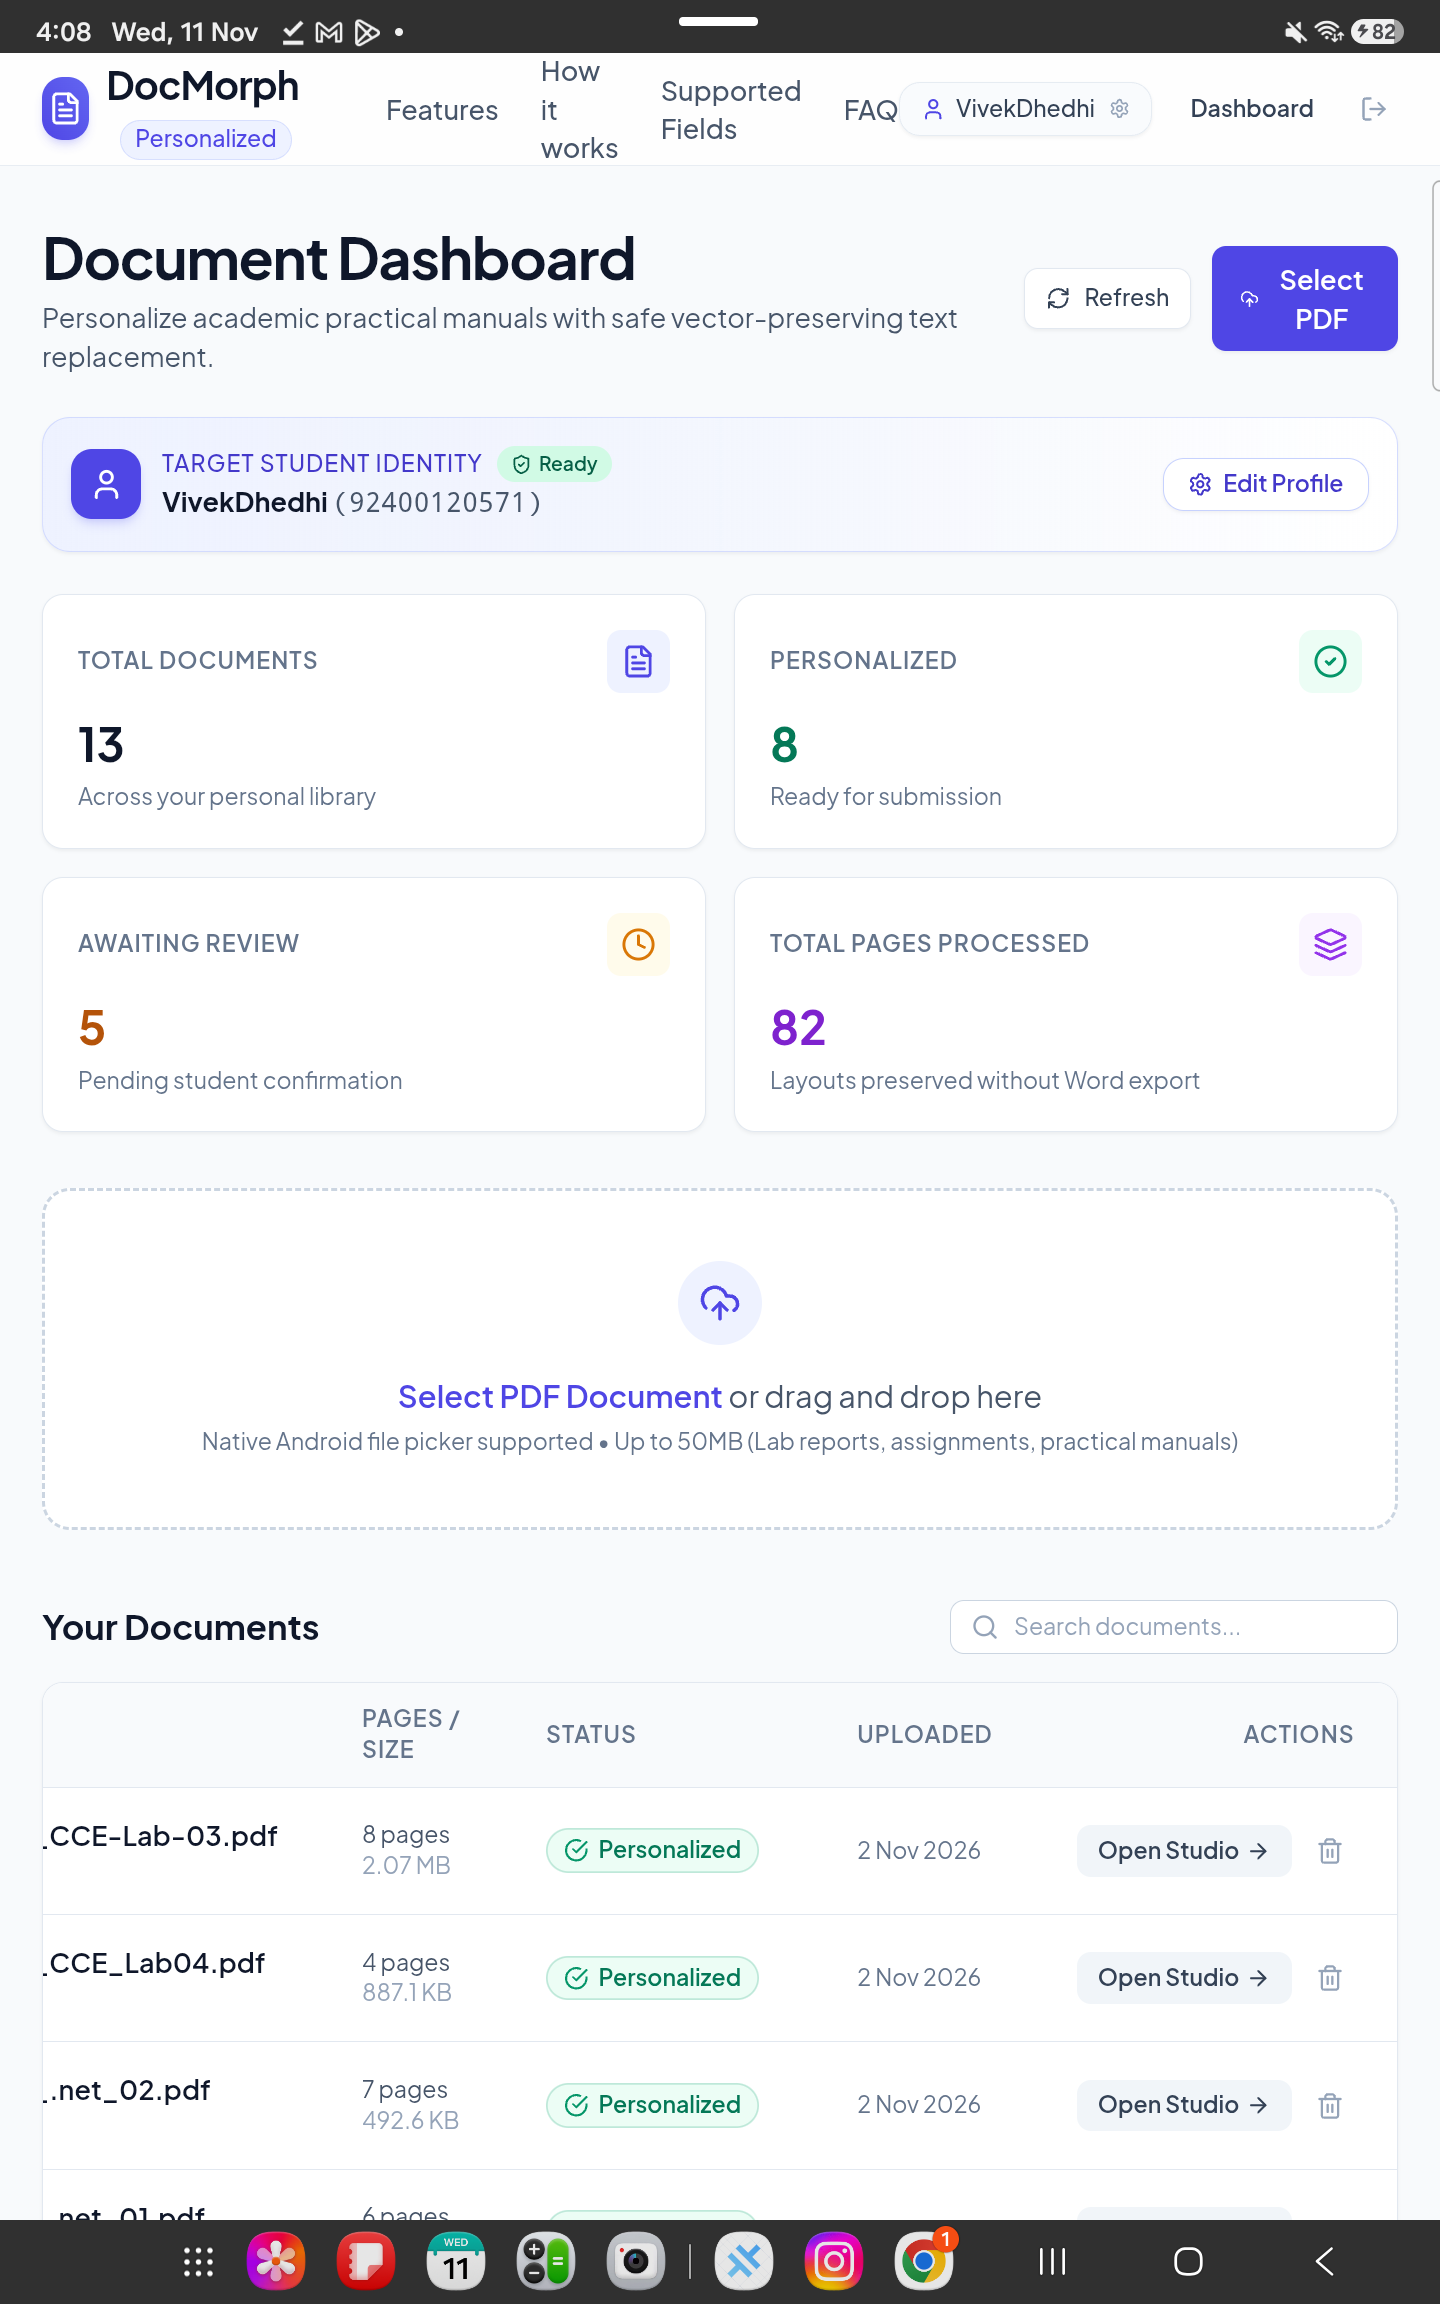 4:08 Wed, 11 Nov
82
DocMorph
Personalized
Features
How
it
works
Supported
Fields
FAQ
VivekDhedhi
Dashboard
Document Dashboard
Personalize academic practical manuals with safe vector-preserving text
replacement.
Refresh
Select
PDF
TARGET STUDENT IDENTITY
Ready
VivekDhedhi (92400120571)
Edit Profile
TOTAL DOCUMENTS
13
Across your personal library
PERSONALIZED
8
Ready for submission
AWAITING REVIEW
5
Pending student confirmation
TOTAL PAGES PROCESSED
82
Layouts preserved without Word export
Select PDF Document or drag and drop here
Native Android file picker supported • Up to 50MB (Lab reports, assignments, practical manuals)
Your Documents
Search documents...
PAGES /
SIZE
STATUS
UPLOADED
ACTIONS
_CCE-Lab-03.pdf
8 pages
2.07 MB
Personalized
2 Nov 2026
Open Studio →
_CCE_Lab04.pdf
4 pages
887.1 KB
Personalized
2 Nov 2026
Open Studio →
_.net_02.pdf
7 pages
492.6 KB
Personalized
2 Nov 2026
Open Studio →
_.net_01.pdf
6 pages
WED
11
1